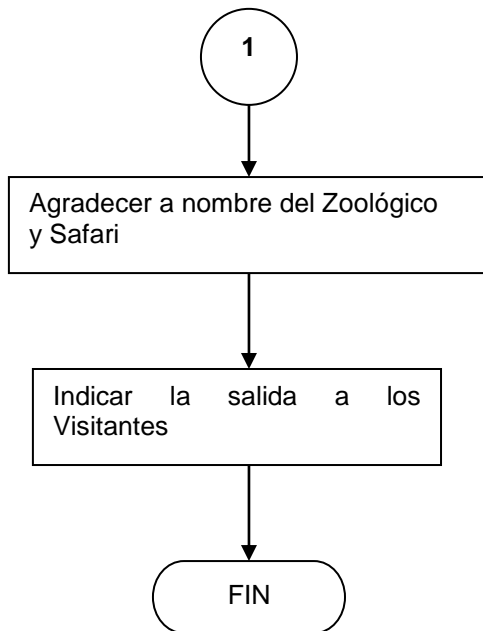 1
Agradecer a nombre del Zoológico
y Safari
Indicar la salida a los
Visitantes
FIN